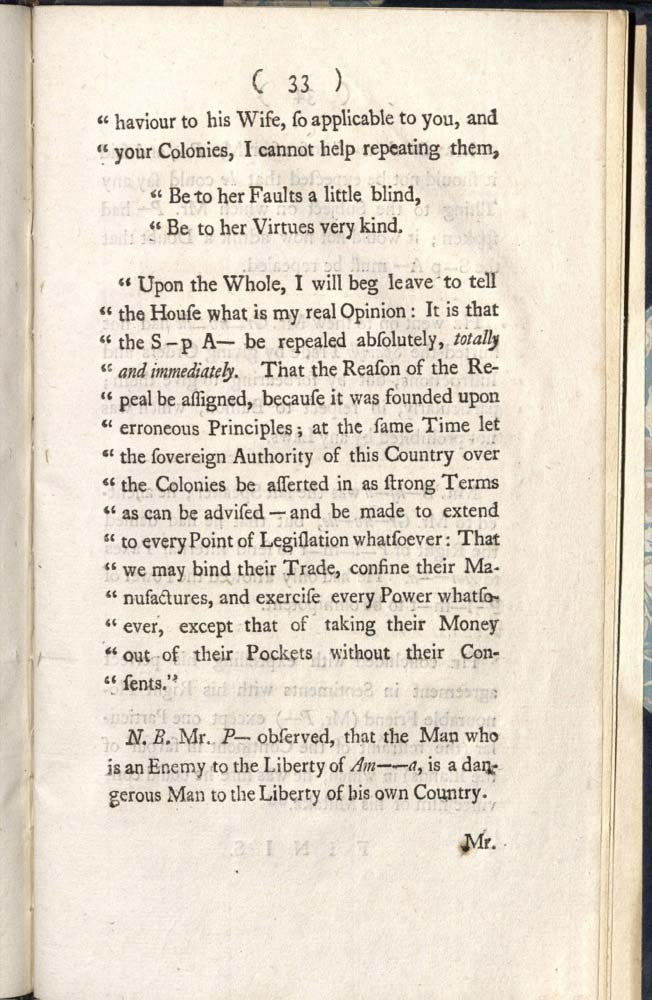 ( 33 )
“ haviour to his Wife, ſo applicable to you, and
“ your Colonies, I cannot help repeating them,
“ Be to her Faults a little blind,
“ Be to her Virtues very kind.
“ Upon the Whole, I will beg leave to tell
“ the Houſe what is my real Opinion : It is that
“ the S–p A— be repealed abſolutely, totally
“ and immediately. That the Reaſon of the Re-
“ peal be aſſigned, becauſe it was founded upon
“ erroneous Principles ; at the ſame Time let
“ the ſovereign Authority of this Country over
“ the Colonies be aſſerted in as ſtrong Terms
“ as can be adviſed — and be made to extend
“ to every Point of Legiſlation whatſoever : That
“ we may bind their Trade, confine their Ma-
“ nufactures, and exerciſe every Power whatſo-
“ ever, except that of taking their Money
“ out of their Pockets without their Con-
“ ſents.”
N. B. Mr. P— obſerved, that the Man who
is an Enemy to the Liberty of Am——a, is a dan-
gerous Man to the Liberty of his own Country.
Mr.